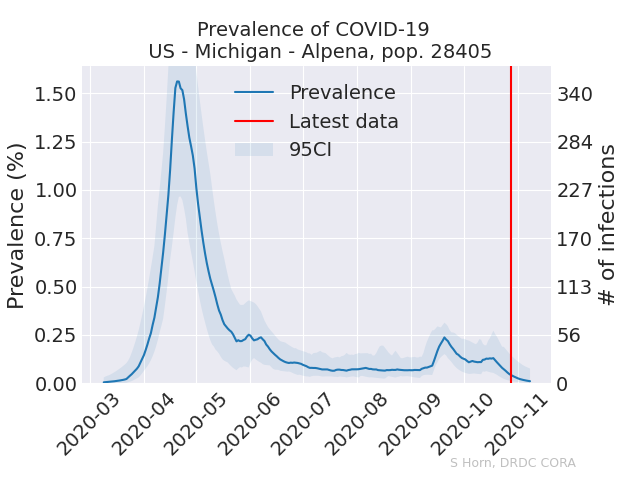 Prevalence of COVID-19
US - Michigan - Alpena, pop. 28405
Prevalence
Latest data
95CI
Prevalence (%)
1.50
1.25
1.00
0.75
0.50
0.25
0.00
# of infections
340
284
227
170
113
56
0
2020-03
2020-04
2020-05
2020-06
2020-07
2020-08
2020-09
2020-10
2020-11
S Horn, DRDC CORA